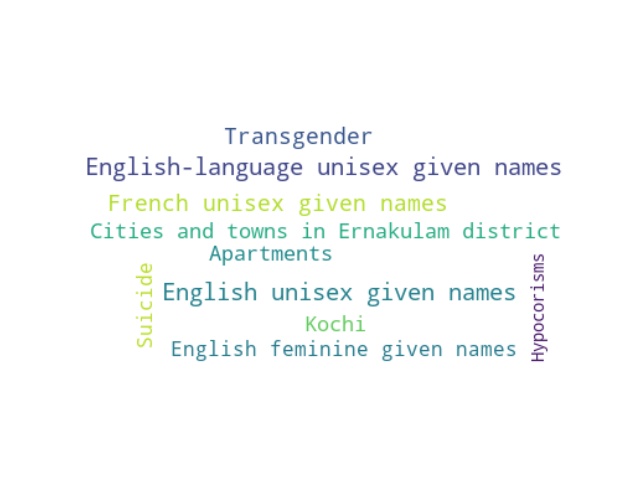 Transgender
English-language unisex given names
French unisex given names
Cities and towns in Ernakulam district
Apartments
Suicide
English unisex given names
Hypocorisms
Kochi
English feminine given names